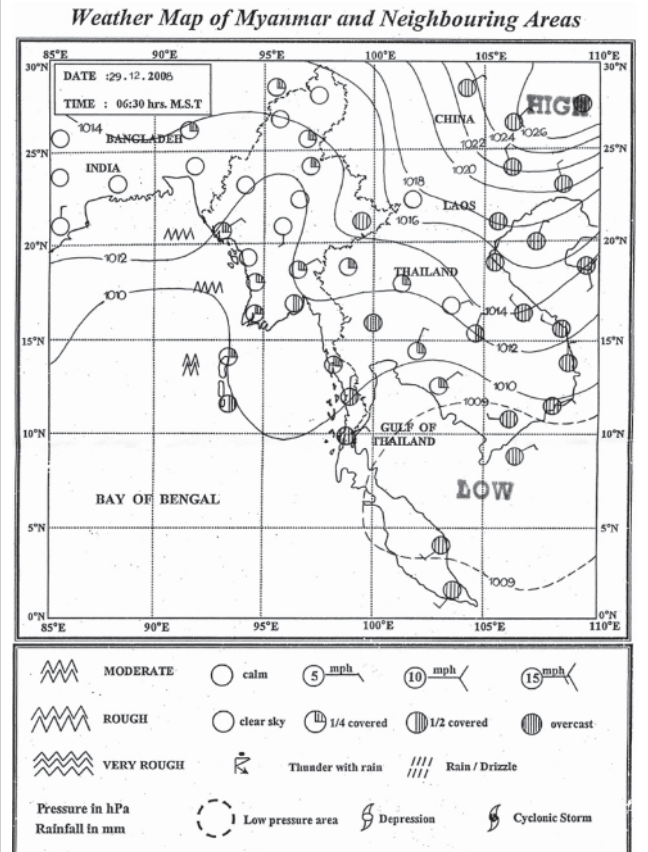 Weather Map of Myanmar and Neighbouring Areas
85°E 90°E 95°E 100°E 105°E 110°E
30°N 30°N
DATE :29.12.2008
TIME : 06:30 hrs. M.S.T
CHINA
HIGH
1014
1022 1024 1026
BANGLADEH
25°N 25°N
INDIA
1020
1018
LAOS
1016
20°N 20°N
1012
THAILAND
1010
1014
15°N 15°N
1012
1010
1009
10°N 10°N
GULF OF
THAILAND
LOW
BAY OF BENGAL
5°N 5°N
1009
0°N 0°N
85°E 90°E 95°E 100°E 105°E 110°E
MODERATE calm 5 mph 10 mph 15 mph
ROUGH clear sky 1/4 covered 1/2 covered overcast
VERY ROUGH Thunder with rain Rain / Drizzle
Pressure in hPa
Rainfall in mm
Low pressure area Depression Cyclonic Storm